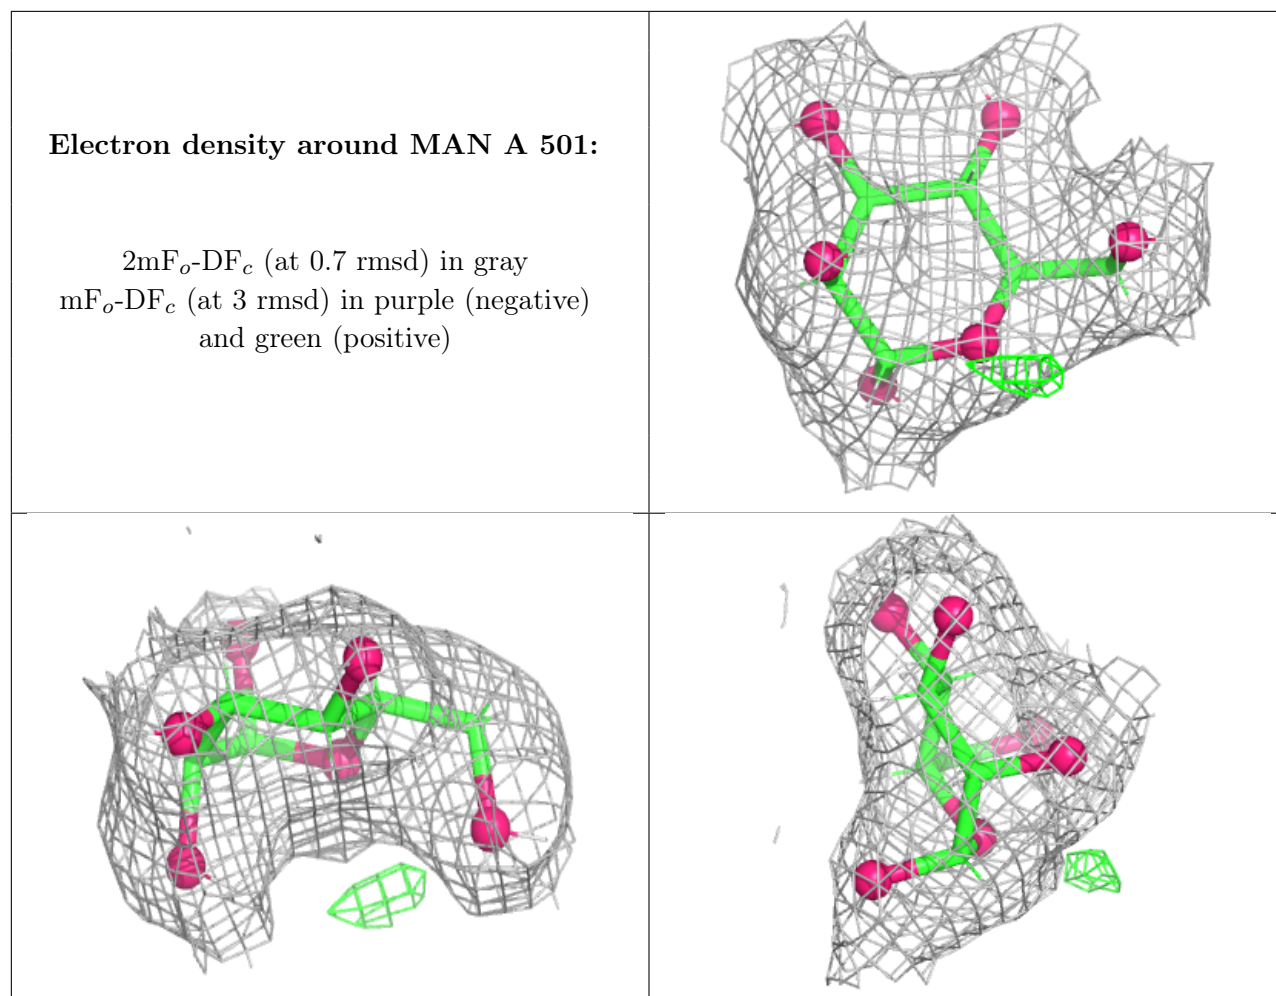 Electron density around MAN A 501:
2mFo-DFc (at 0.7 rmsd) in gray
mFo-DFc (at 3 rmsd) in purple (negative)
and green (positive)